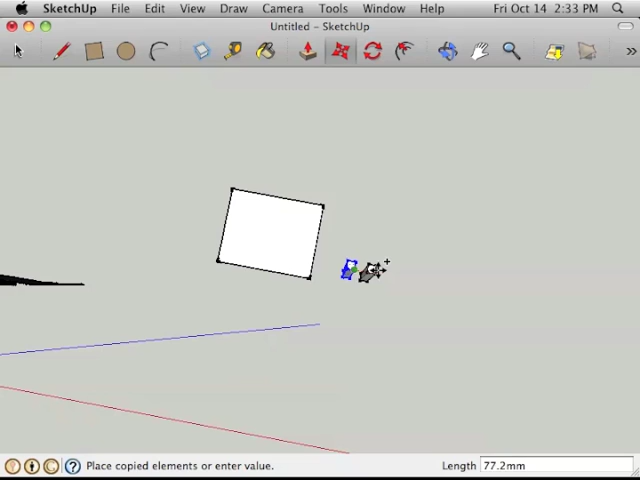 SketchUp File Edit View Draw Camera Tools Window Help Fri Oct 14 2:33 PM
Untitled – SketchUp
»
Place copied elements or enter value. Length 77.2mm